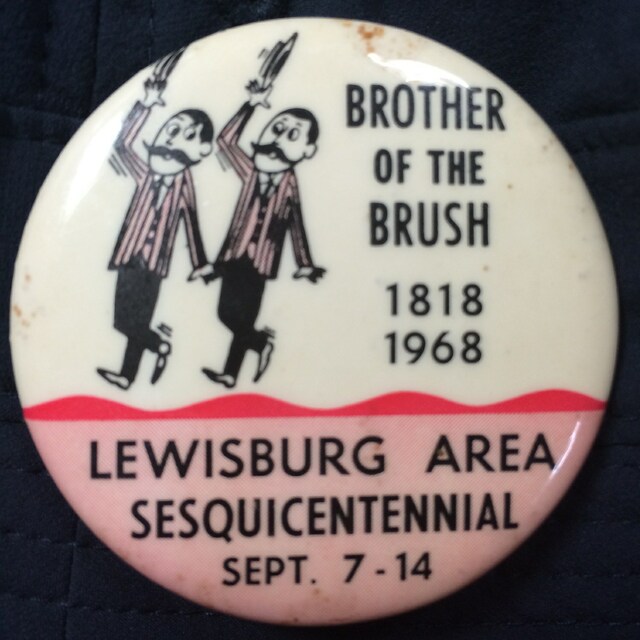 BROTHER
OF THE
BRUSH
1818
1968
LEWISBURG AREA
SESQUICENTENNIAL
SEPT. 7-14